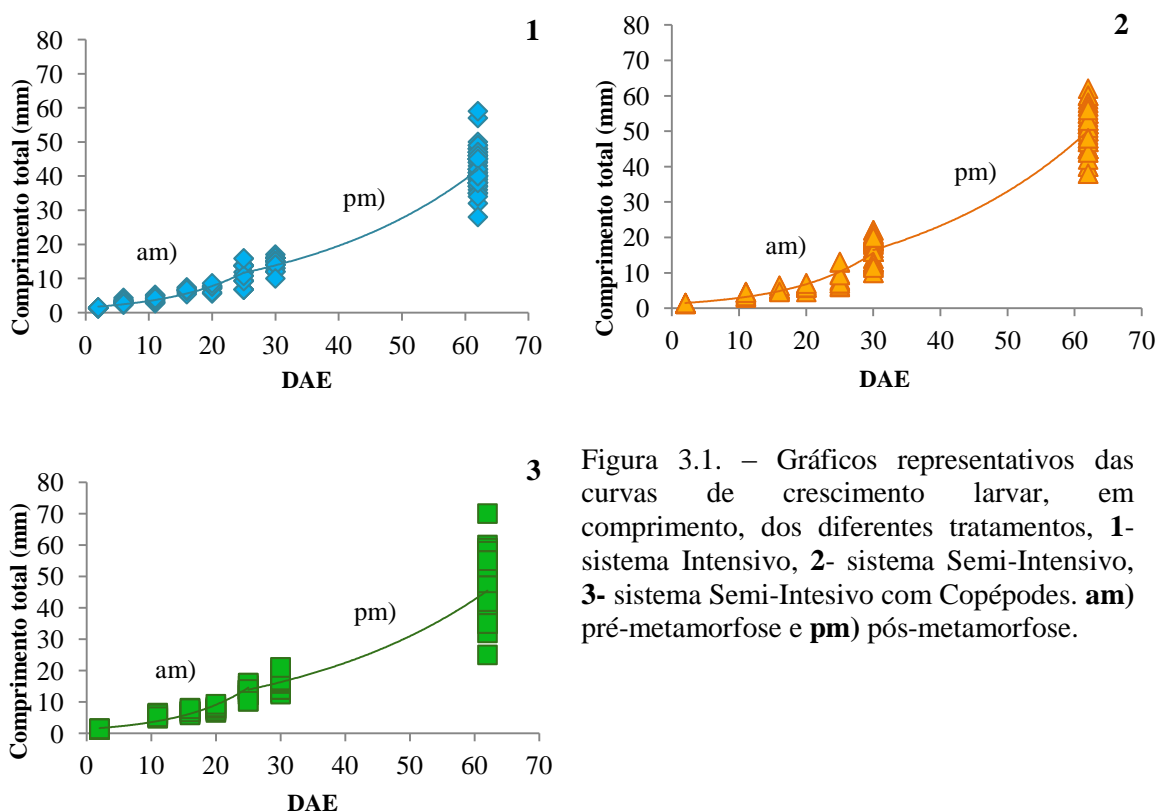 1
Comprimento total (mm)
80
70
60
50
40
30
20
10
0
am)
pm)
0 10 20 30 40 50 60 70
DAE
2
Comprimento total (mm)
80
70
60
50
40
30
20
10
0
am)
pm)
0 10 20 30 40 50 60 70
DAE
3
Comprimento total (mm)
80
70
60
50
40
30
20
10
0
am)
pm)
0 10 20 30 40 50 60 70
DAE
Figura 3.1. – Gráficos representativos das
curvas de crescimento larvar, em
comprimento, dos diferentes tratamentos, 1-
sistema Intensivo, 2- sistema Semi-Intensivo,
3- sistema Semi-Intesivo com Copépodes. am)
pré-metamorfose e pm) pós-metamorfose.